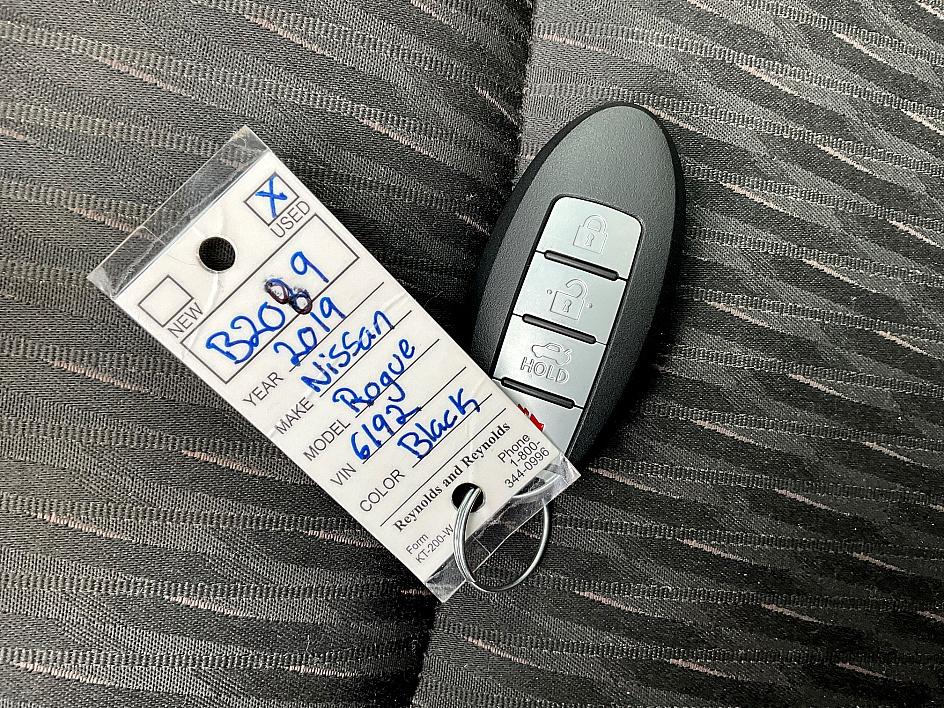 X
USED
NEW
B2089
YEAR 2019
MAKE Nissan
MODEL Rogue
VIN 6192
COLOR Black
Reynolds and Reynolds
Form
KT-200-W
Phone
1-800-
344-0996
HOLD